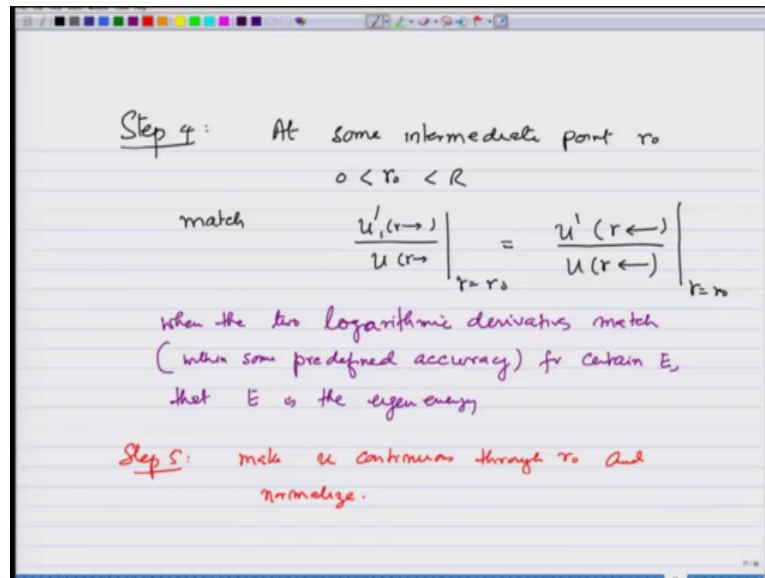 Step 4: At some intermediate point r₀
0 < r₀ < R
match u'₁(r→) / u(r→ |r=r₀ = u'(r←) / u(r←) |r=r₀
when the two logarithmic derivatives match
(within some predefined accuracy) for certain E,
that E is the eigen energy
Step 5: make u continuous through r₀ and
normalize.